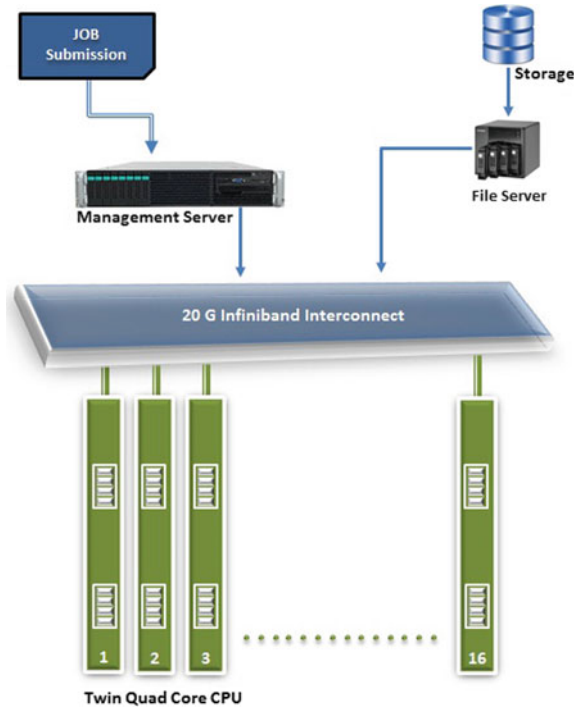 JOB
Submission
Storage
File Server
Management Server
20 G Infiniband Interconnect
1
2
3
16
Twin Quad Core CPU